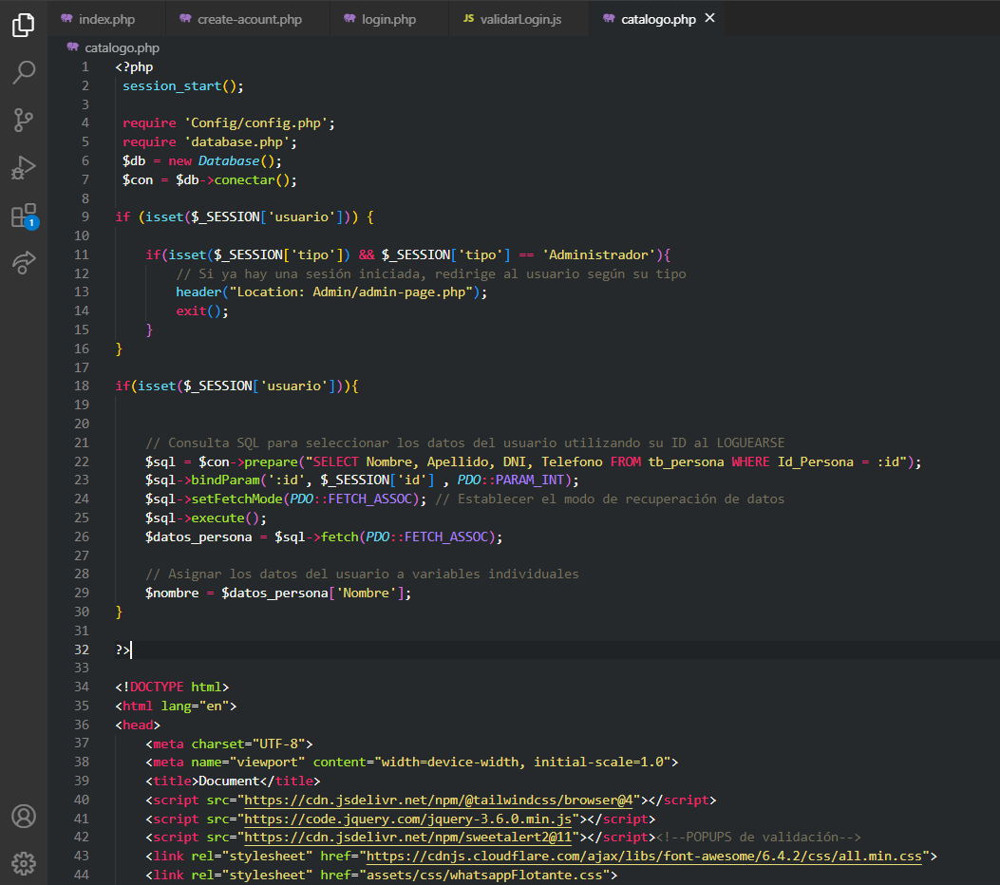 index.php create-acount.php login.php JS validarLogin.js catalogo.php
catalogo.php
1 <?php
2 session_start();
3
4 require 'Config/config.php';
5 require 'database.php';
6 $db = new Database();
7 $con = $db->conectar();
8
9 if (isset($_SESSION['usuario'])) {
10
11 if(isset($_SESSION['tipo']) && $_SESSION['tipo'] == 'Administrador'){
12 // Si ya hay una sesión iniciada, redirige al usuario según su tipo
13 header("Location: Admin/admin-page.php");
14 exit();
15 }
16 }
17
18 if(isset($_SESSION['usuario'])){
19
20
21 // Consulta SQL para seleccionar los datos del usuario utilizando su ID al LOGUEARSE
22 $sql = $con->prepare("SELECT Nombre, Apellido, DNI, Telefono FROM tb_persona WHERE Id_Persona = :id");
23 $sql->bindParam(':id', $_SESSION['id'] , PDO::PARAM_INT);
24 $sql->setFetchMode(PDO::FETCH_ASSOC); // Establecer el modo de recuperación de datos
25 $sql->execute();
26 $datos_persona = $sql->fetch(PDO::FETCH_ASSOC);
27
28 // Asignar los datos del usuario a variables individuales
29 $nombre = $datos_persona['Nombre'];
30 }
31
32 ?>
33
34 <!DOCTYPE html>
35 <html lang="en">
36 <head>
37 <meta charset="UTF-8">
38 <meta name="viewport" content="width=device-width, initial-scale=1.0">
39 <title>Document</title>
40 <script src="https://cdn.jsdelivr.net/npm/@tailwindcss/browser@4"></script>
41 <script src="https://code.jquery.com/jquery-3.6.0.min.js"></script>
42 <script src="https://cdn.jsdelivr.net/npm/sweetalert2@11"></script><!--POPUPS de validación-->
43 <link rel="stylesheet" href="https://cdnjs.cloudflare.com/ajax/libs/font-awesome/6.4.2/css/all.min.css">
44 <link rel="stylesheet" href="assets/css/whatsappFlotante.css">
1